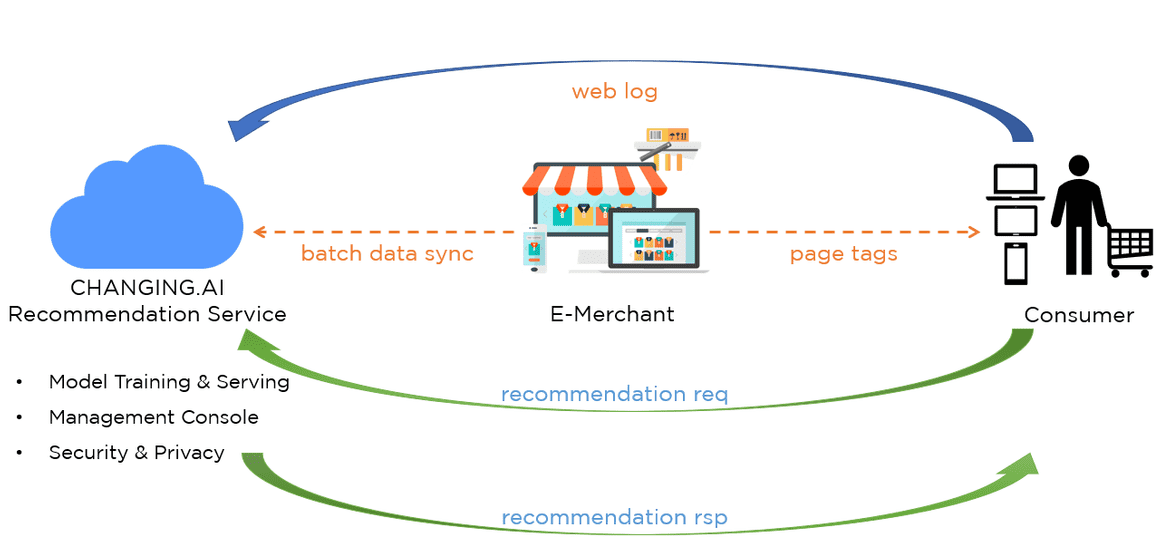 web log
batch data sync
page tags
CHANGING.AI
Recommendation Service
E-Merchant
Consumer
• Model Training & Serving
• Management Console
• Security & Privacy
recommendation req
recommendation rsp